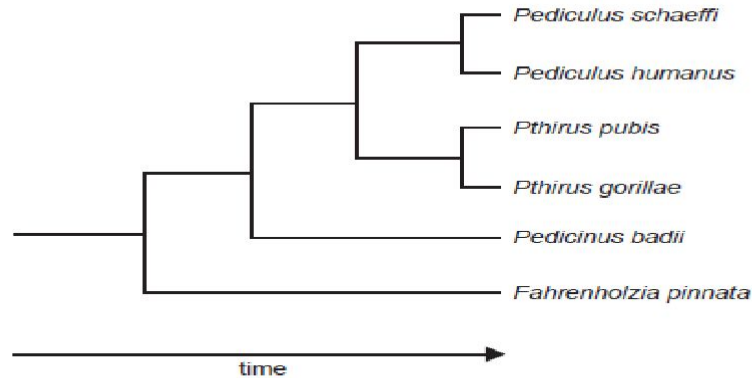 Pediculus schaeffi
Pediculus humanus
Pthirus pubis
Pthirus gorillae
Pedicinus badii
Fahrenholzia pinnata
time